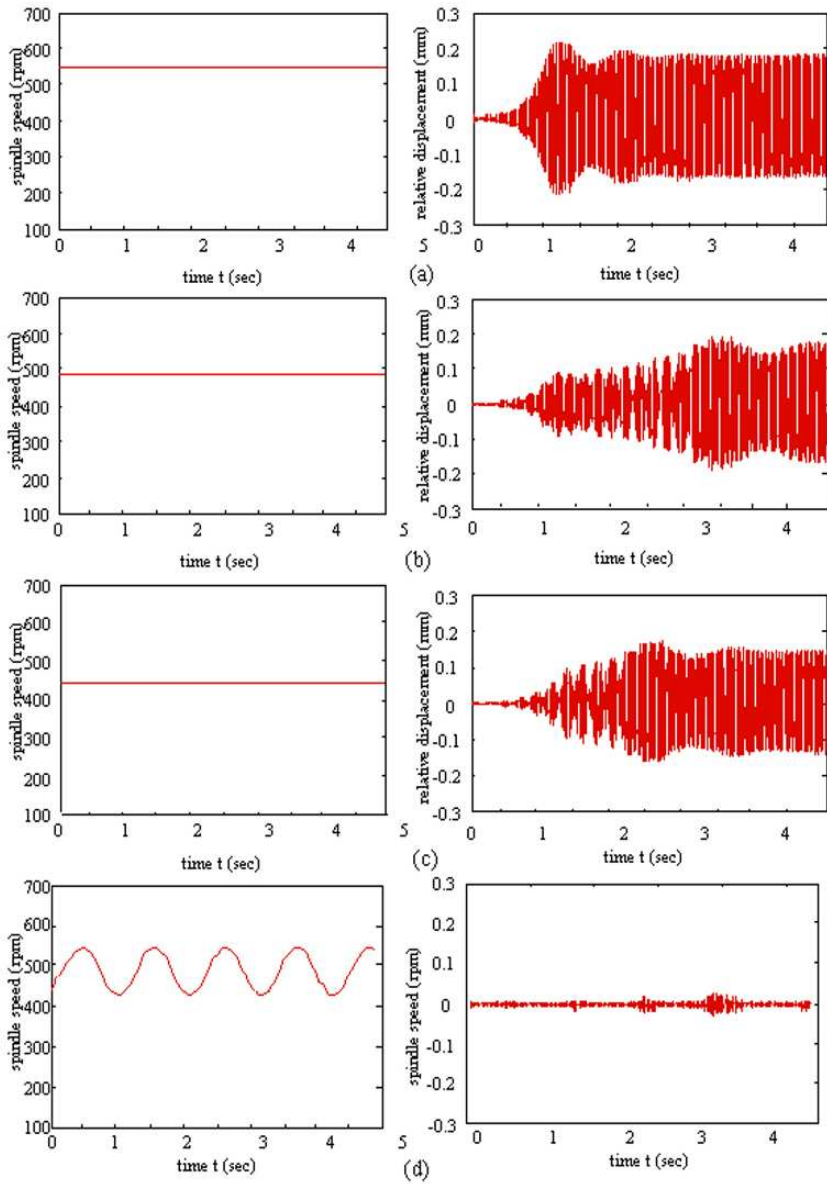 700
600
500
400
300
200
100
spindle speed (rpm)
0 1 2 3 4 5
time t (sec)
0.3
0.2
0.1
0
-0.1
-0.2
-0.3
relative displacement (mm)
0 1 2 3 4
time t (sec)
(a)
700
600
500
400
300
200
100
spindle speed (rpm)
0 1 2 3 4 5
time t (sec)
0.3
0.2
0.1
0
-0.1
-0.2
-0.3
relative displacement (mm)
0 1 2 3 4
time t (sec)
(b)
700
600
500
400
300
200
100
spindle speed (rpm)
0 1 2 3 4 5
time t (sec)
0.3
0.2
0.1
0
-0.1
-0.2
-0.3
relative displacement (mm)
0 1 2 3 4
time t (sec)
(c)
700
600
500
400
300
200
100
spindle speed (rpm)
0 1 2 3 4 5
time t (sec)
0.3
0.2
0.1
0
-0.1
-0.2
-0.3
spindle speed (rpm)
0 1 2 3 4
time t (sec)
(d)